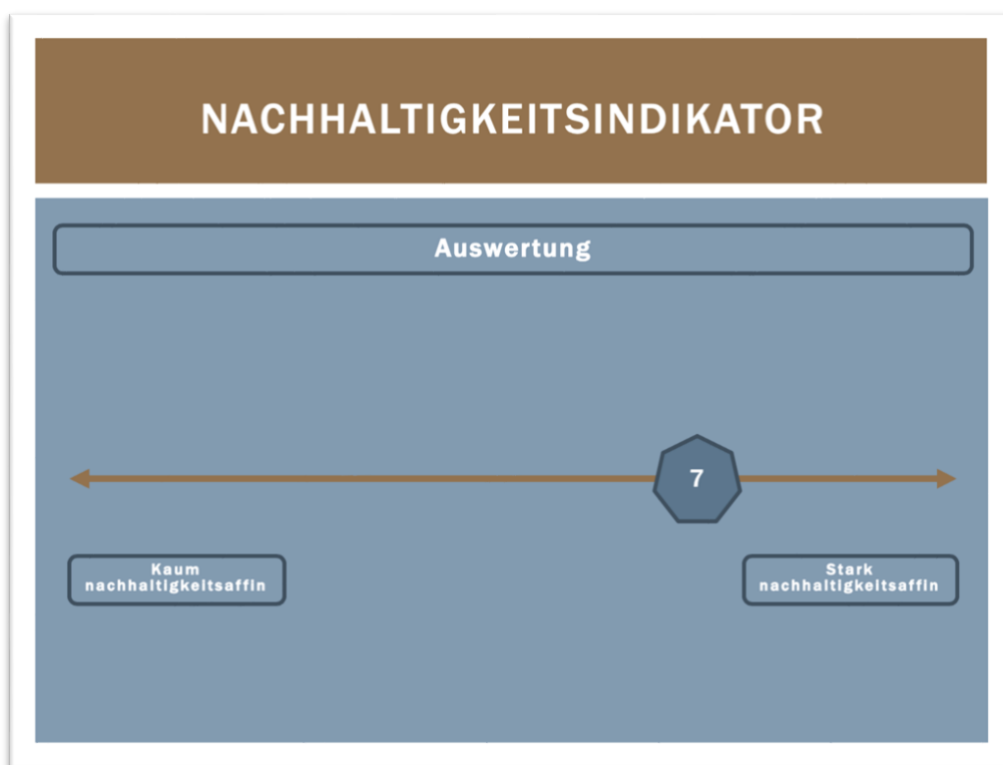 NACHHALTIGKEITSINDIKATOR
Auswertung
7
Kaum
nachhaltigkeitsaffin
Stark
nachhaltigkeitsaffin